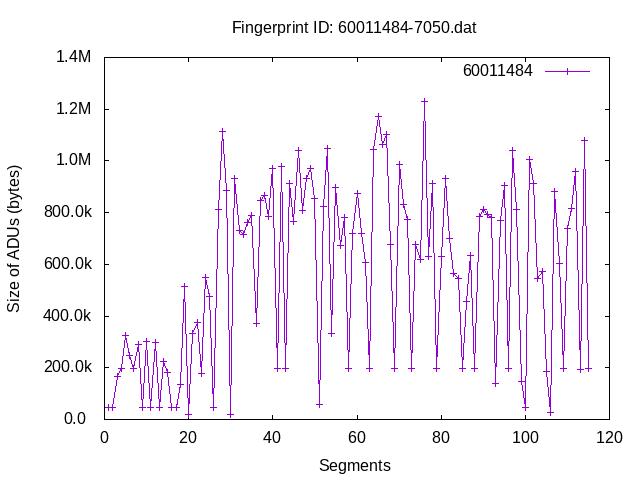 Fingerprint ID: 60011484-7050.dat
60011484
Size of ADUs (bytes)
1.4M
1.2M
1.0M
800.0k
600.0k
400.0k
200.0k
0.0
0 20 40 60 80 100 120
Segments